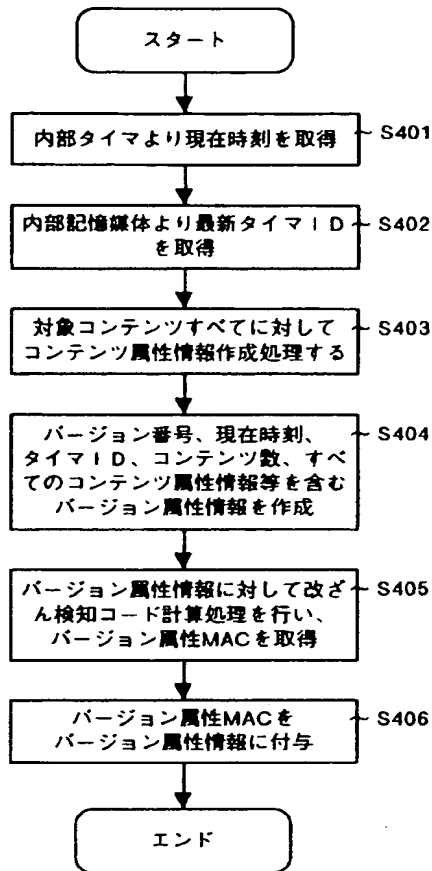 スタート
内部タイマより現在時刻を取得
S401
内部記憶媒体より最新タイマID
を取得
S402
対象コンテンツすべてに対して
コンテンツ属性情報作成処理する
S403
バージョン番号、現在時刻、
タイマID、コンテンツ数、すべ
てのコンテンツ属性情報等を含む
バージョン属性情報を作成
S404
バージョン属性情報に対して改ざ
ん検知コード計算処理を行い、
バージョン属性MACを取得
S405
バージョン属性MACを
バージョン属性情報に付与
S406
エンド